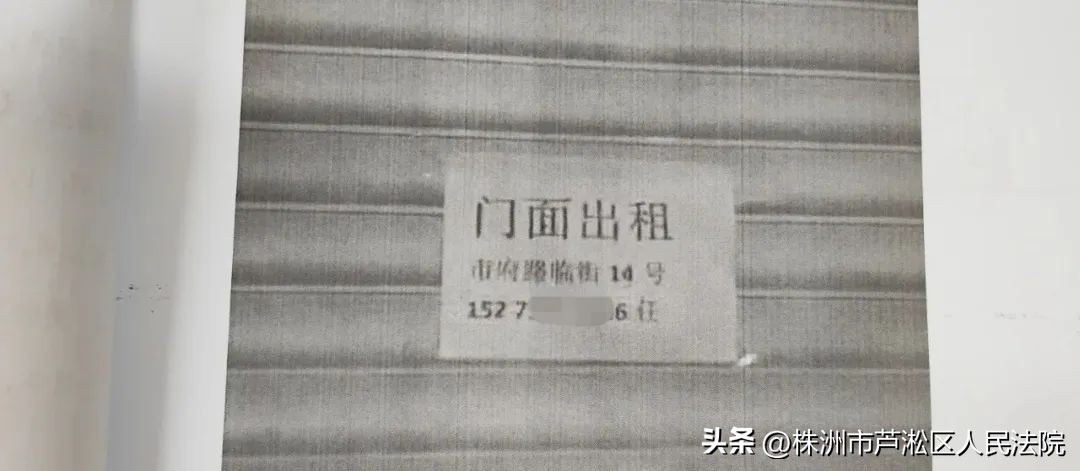 门面出租
市府路临街 14 号
152 7 6 任
头条 @株洲市芦淞区人民法院